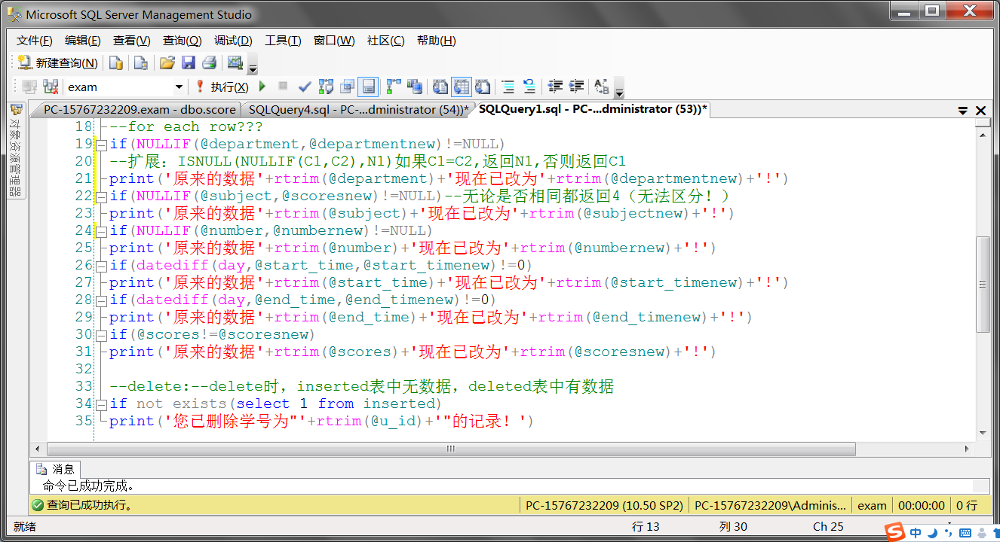 Microsoft SQL Server Management Studio
文件(F) 编辑(E) 查看(V) 查询(Q) 调试(D) 工具(T) 窗口(W) 社区(C) 帮助(H)
新建查询(N)
exam 执行(X)
PC-15767232209.exam - dbo.score SQLQuery4.sql - PC-...dministrator (54))* SQLQuery1.sql - PC-...dministrator (53))*
对象资源管理器
18 --for each row???
19 if(NULLIF(@department,@departmentnew)!=NULL)
20 --扩展：ISNULL(NULLIF(C1,C2),N1)如果C1=C2,返回N1,否则返回C1
21 print('原来的数据'+rtrim(@department)+'现在已改为'+rtrim(@departmentnew)+'!')
22 if(NULLIF(@subject,@scoresnew)!=NULL)--无论是否相同都返回4（无法区分！）
23 print('原来的数据'+rtrim(@subject)+'现在已改为'+rtrim(@subjectnew)+'!')
24 if(NULLIF(@number,@numbernew)!=NULL)
25 print('原来的数据'+rtrim(@number)+'现在已改为'+rtrim(@numbernew)+'!')
26 if(datediff(day,@start_time,@start_timenew)!=0)
27 print('原来的数据'+rtrim(@start_time)+'现在已改为'+rtrim(@start_timenew)+'!')
28 if(datediff(day,@end_time,@end_timenew)!=0)
29 print('原来的数据'+rtrim(@end_time)+'现在已改为'+rtrim(@end_timenew)+'!')
30 if(@scores!=@scoresnew)
31 print('原来的数据'+rtrim(@scores)+'现在已改为'+rtrim(@scoresnew)+'!')
32
33 --delete:--delete时，inserted表中无数据，deleted表中有数据
34 if not exists(select 1 from inserted)
35 print('您已删除学号为"'+rtrim(@u_id)+'"的记录！')
消息
命令已成功完成。
查询已成功执行。 PC-15767232209 (10.50 SP2) PC-15767232209\Adminis... exam 00:00:00 0 行
就绪 行 13 列 30 Ch 25
S 中